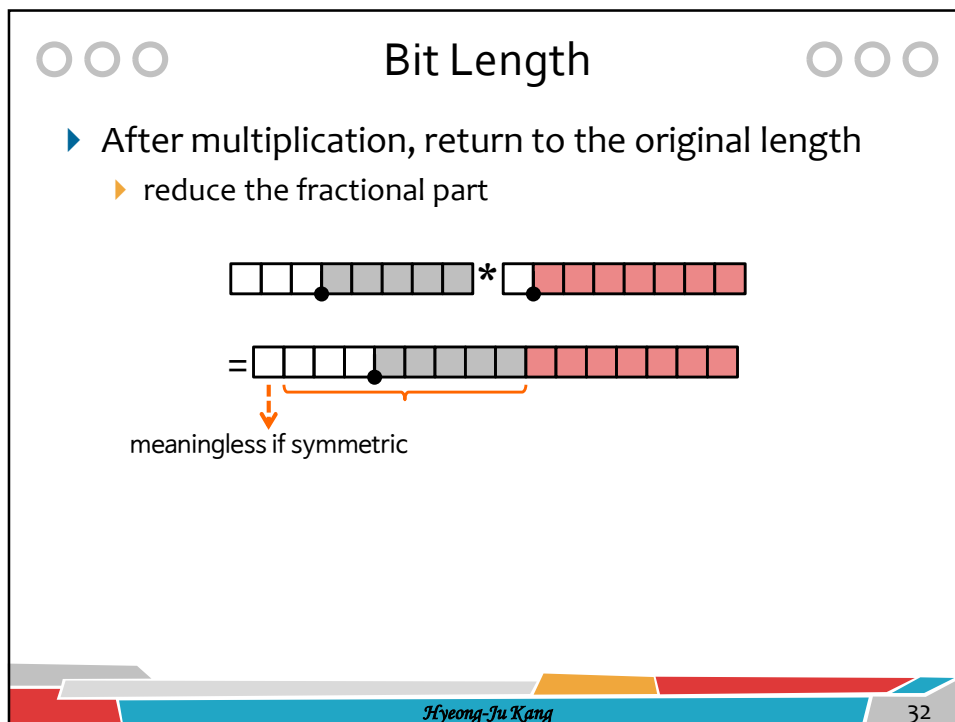 Bit Length
After multiplication, return to the original length
reduce the fractional part
*
=
meaningless if symmetric
Hyeong-Ju Kang
32